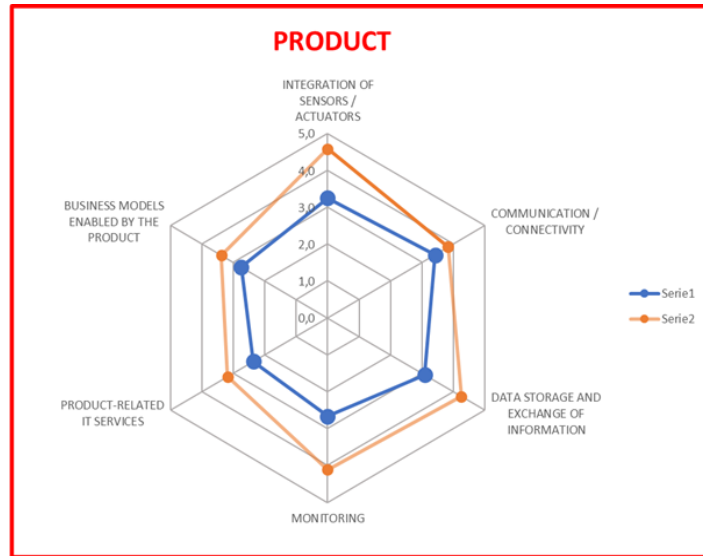 PRODUCT
INTEGRATION OF
SENSORS /
ACTUATORS
5,0
4,0
3,0
2,0
1,0
0,0
BUSINESS MODELS
ENABLED BY THE
PRODUCT
COMMUNICATION /
CONNECTIVITY
Serie1
Serie2
PRODUCT-RELATED
IT SERVICES
DATA STORAGE AND
EXCHANGE OF
INFORMATION
MONITORING